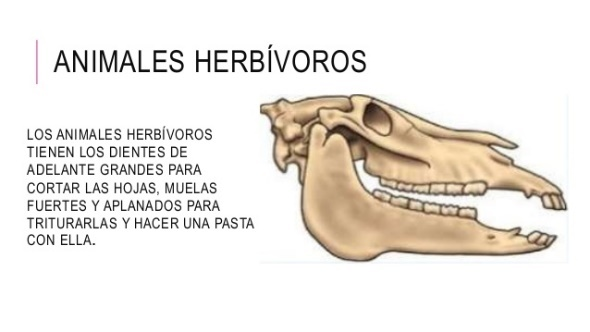 ANIMALES HERBÍVOROS
LOS ANIMALES HERBÍVOROS
TIENEN LOS DIENTES DE
ADELANTE GRANDES PARA
CORTAR LAS HOJAS, MUELAS
FUERTES Y APLANADOS PARA
TRITURARLAS Y HACER UNA PASTA
CON ELLA.